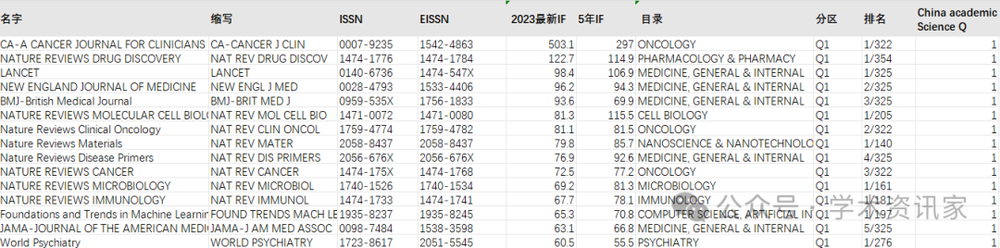 名字 缩写 ISSN EISSN 2023最新IF 5年IF 目录 分区 排名 China academic Science Q
CA-A CANCER JOURNAL FOR CLINICIANS CA-CANCER J CLIN 0007-9235 1542-4863 503.1 297 ONCOLOGY Q1 1/322 1
NATURE REVIEWS DRUG DISCOVERY NAT REV DRUG DISCOV 1474-1776 1474-1784 122.7 114.9 PHARMACOLOGY & PHARMACY Q1 1/354 1
LANCET LANCET 0140-6736 1474-547X 98.4 106.9 MEDICINE, GENERAL & INTERNAL Q1 1/325 1
NEW ENGLAND JOURNAL OF MEDICINE NEW ENGL J MED 0028-4793 1533-4406 96.2 94.3 MEDICINE, GENERAL & INTERNAL Q1 2/325 1
BMJ-British Medical Journal BMJ-BRIT MED J 0959-535X 1756-1833 93.6 69.9 MEDICINE, GENERAL & INTERNAL Q1 3/325 1
NATURE REVIEWS MOLECULAR CELL BIOL NAT REV MOL CELL BIO 1471-0072 1471-0080 81.3 115.5 CELL BIOLOGY Q1 1/205 1
Nature Reviews Clinical Oncology NAT REV CLIN ONCOL 1759-4774 1759-4782 81.1 81.5 ONCOLOGY Q1 2/322 1
Nature Reviews Materials NAT REV MATER 2058-8437 2058-8437 79.8 85.7 NANOSCIENCE & NANOTECHNOLO Q1 1/140 1
Nature Reviews Disease Primers NAT REV DIS PRIMERS 2056-676X 2056-676X 76.9 92.6 MEDICINE, GENERAL & INTERNAL Q1 4/325 1
NATURE REVIEWS CANCER NAT REV CANCER 1474-175X 1474-1768 72.5 77.2 ONCOLOGY Q1 3/322 1
NATURE REVIEWS MICROBIOLOGY NAT REV MICROBIOL 1740-1526 1740-1534 69.2 81.3 MICROBIOLOGY Q1 1/161 1
NATURE REVIEWS IMMUNOLOGY NAT REV IMMUNOL 1474-1733 1474-1741 67.7 78.1 IMMUNOLOGY Q1 1/181 1
Foundations and Trends in Machine Learnin FOUND TRENDS MACH LE 1935-8237 1935-8245 65.3 70.8 COMPUTER SCIENCE, ARTIFICIAL IN Q1 1/197 1
JAMA-JOURNAL OF THE AMERICAN MEDI JAMA-J AM MED ASSOC 0098-7484 1538-3598 63.1 66.8 MEDICINE, GENERAL & INTERNAL Q1 5/325 1
World Psychiatry WORLD PSYCHIATRY 1723-8617 2051-5545 60.5 55.5 PSYCHIATRY Q1 1/276 1
公众号·学术资讯家